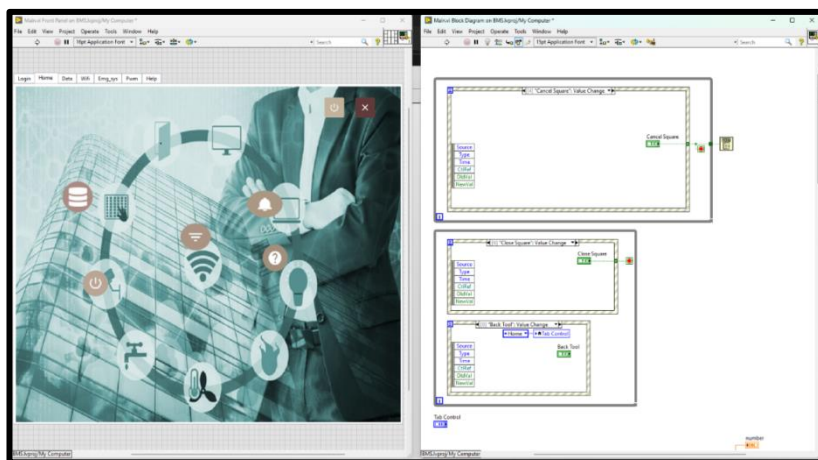 Main.vi Front Panel on BMS.lvproj/My Computer *
File Edit View Project Operate Tools Window Help
15pt Application Font
Search
Login Home Data Wifi Emg_sys Pwer Help
BMS.lvproj/My Computer
Main.vi Block Diagram on BMS.lvproj/My Computer *
File Edit View Project Operate Tools Window Help
15pt Application Font
Search
"Cancel Square": Value Change
Cancel Square
Source
Type
Time
CtlRef
OldVal
NewVal
"Close Square": Value Change
Close Square
Source
Type
Time
CtlRef
OldVal
NewVal
"Back Tool": Value Change
Home
Tab Control
Back Tool
Source
Type
Time
CtlRef
OldVal
NewVal
Tab Control
number
BMS.lvproj/My Computer